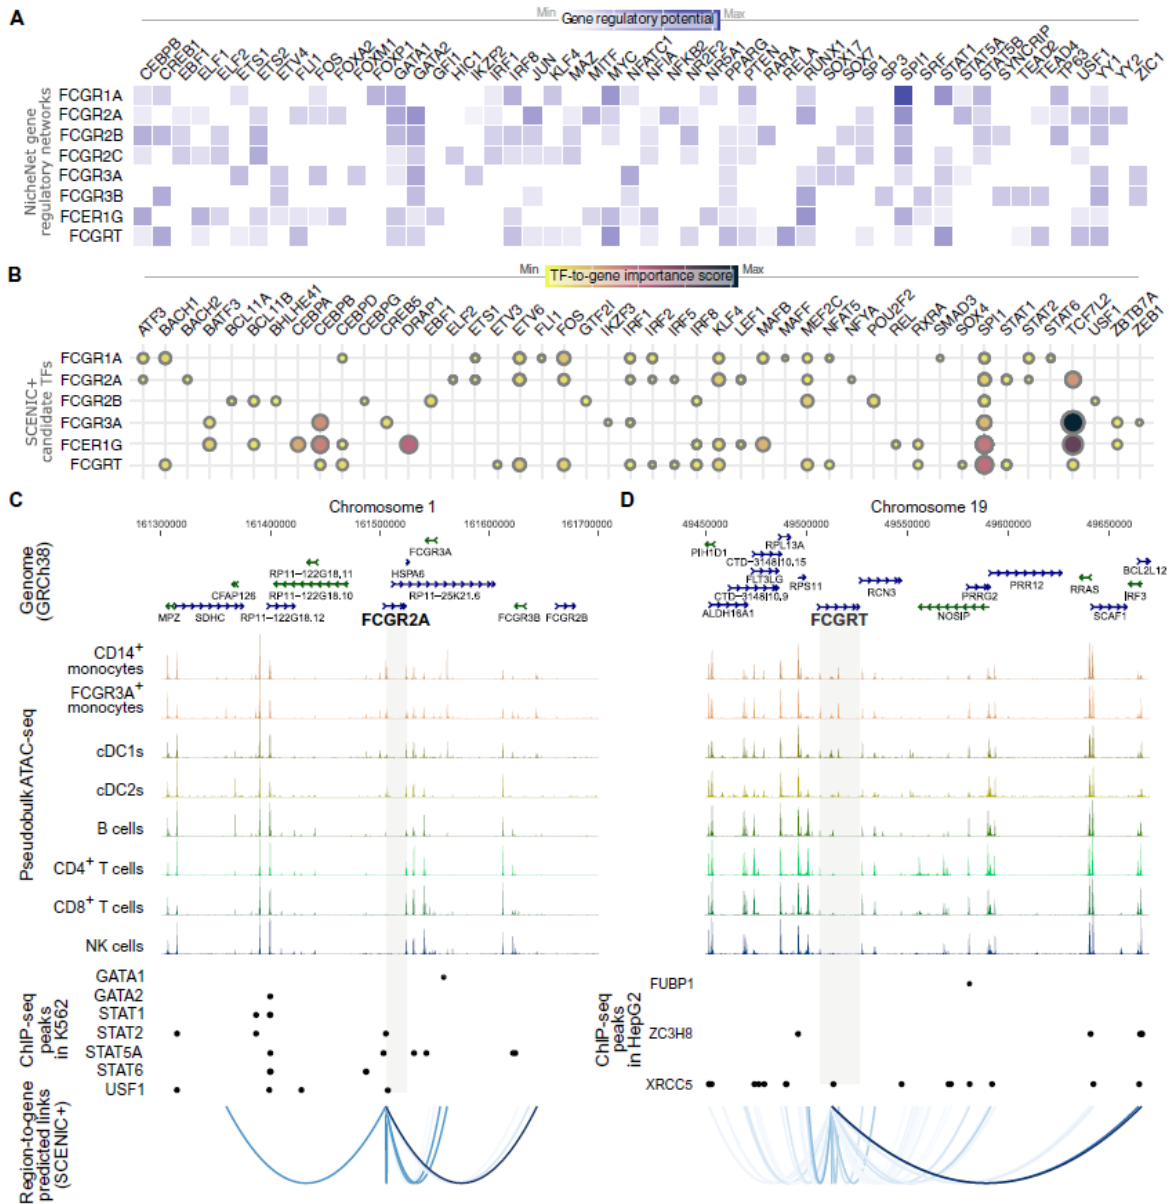 A
Min Gene regulatory potential Max
CEBPB CREB1 EBF1 ELF1 ELF2 ETS1 ETS2 ETV4 FLI1 FOS FOXA2 FOXM1 FOXP1 GATA1 GATA2 GFI1 HIC1 IKZF2 IRF1 IRF8 JUN KLF4 MAZ MITF MYC NFATC1 NFIA NFKB2 NR2F2 NR5A1 PPARG PTEN RARA RELA RUNX1 SOX17 SOX7 SP1 SP3 SPI1 SRF STAT1 STAT5A STAT5B SYNCRIP TEAD2 TEAD4 TP63 USF1 YY1 YY2 ZIC1
NicheNet gene
regulatory networks
FCGR1A
FCGR2A
FCGR2B
FCGR2C
FCGR3A
FCGR3B
FCER1G
FCGRT
B
Min TF-to-gene importance score Max
ATF3 BACH1 BACH2 BATF3 BCL11A BCL11B BHLHE41 CEBPA CEBPB CEBPD CEBPG CREB5 DRAP1 EBF1 ELF2 ETS1 ETV3 ETV6 FLI1 FOS GTF2I IKZF3 IRF1 IRF2 IRF5 IRF8 KLF4 LEF1 MAFB MAFF MEF2C NFAT5 NFYA POU2F2 REL RXRA SMAD3 SOX4 SPI1 STAT1 STAT2 STAT6 TCF7L2 USF1 ZBTB7A ZEB1
SCENIC+
candidate TFs
FCGR1A
FCGR2A
FCGR2B
FCGR3A
FCER1G
FCGRT
C
Chromosome 1
161300000 161400000 161500000 161600000 161700000
Genome
(GRCh38)
FCGR3A
RP11-122G18.11 HSPA6
CFAP126 RP11-122G18.10 RP11-25K21.6
MPZ SDHC RP11-122G18.12 FCGR2A FCGR3B FCGR2B
D
Chromosome 19
49450000 49500000 49550000 49600000 49650000
PIH1D1 RPL13A
CTD-3148I10.15 BCL2L12
FLT3LG RPS11 PRR12
CTD-3148I10.9 RCN3 PRRG2 RRAS IRF3
ALDH16A1 FCGRT NOSIP SCAF1
Pseudobulk ATAC-seq
CD14+
monocytes
FCGR3A+
monocytes
cDC1s
cDC2s
B cells
CD4+ T cells
CD8+ T cells
NK cells
ChIP-seq
peaks
in K562
GATA1
GATA2
STAT1
STAT2
STAT5A
STAT6
USF1
ChIP-seq
peaks
in HepG2
FUBP1
ZC3H8
XRCC5
Region-to-gene
predicted links
(SCENIC+)